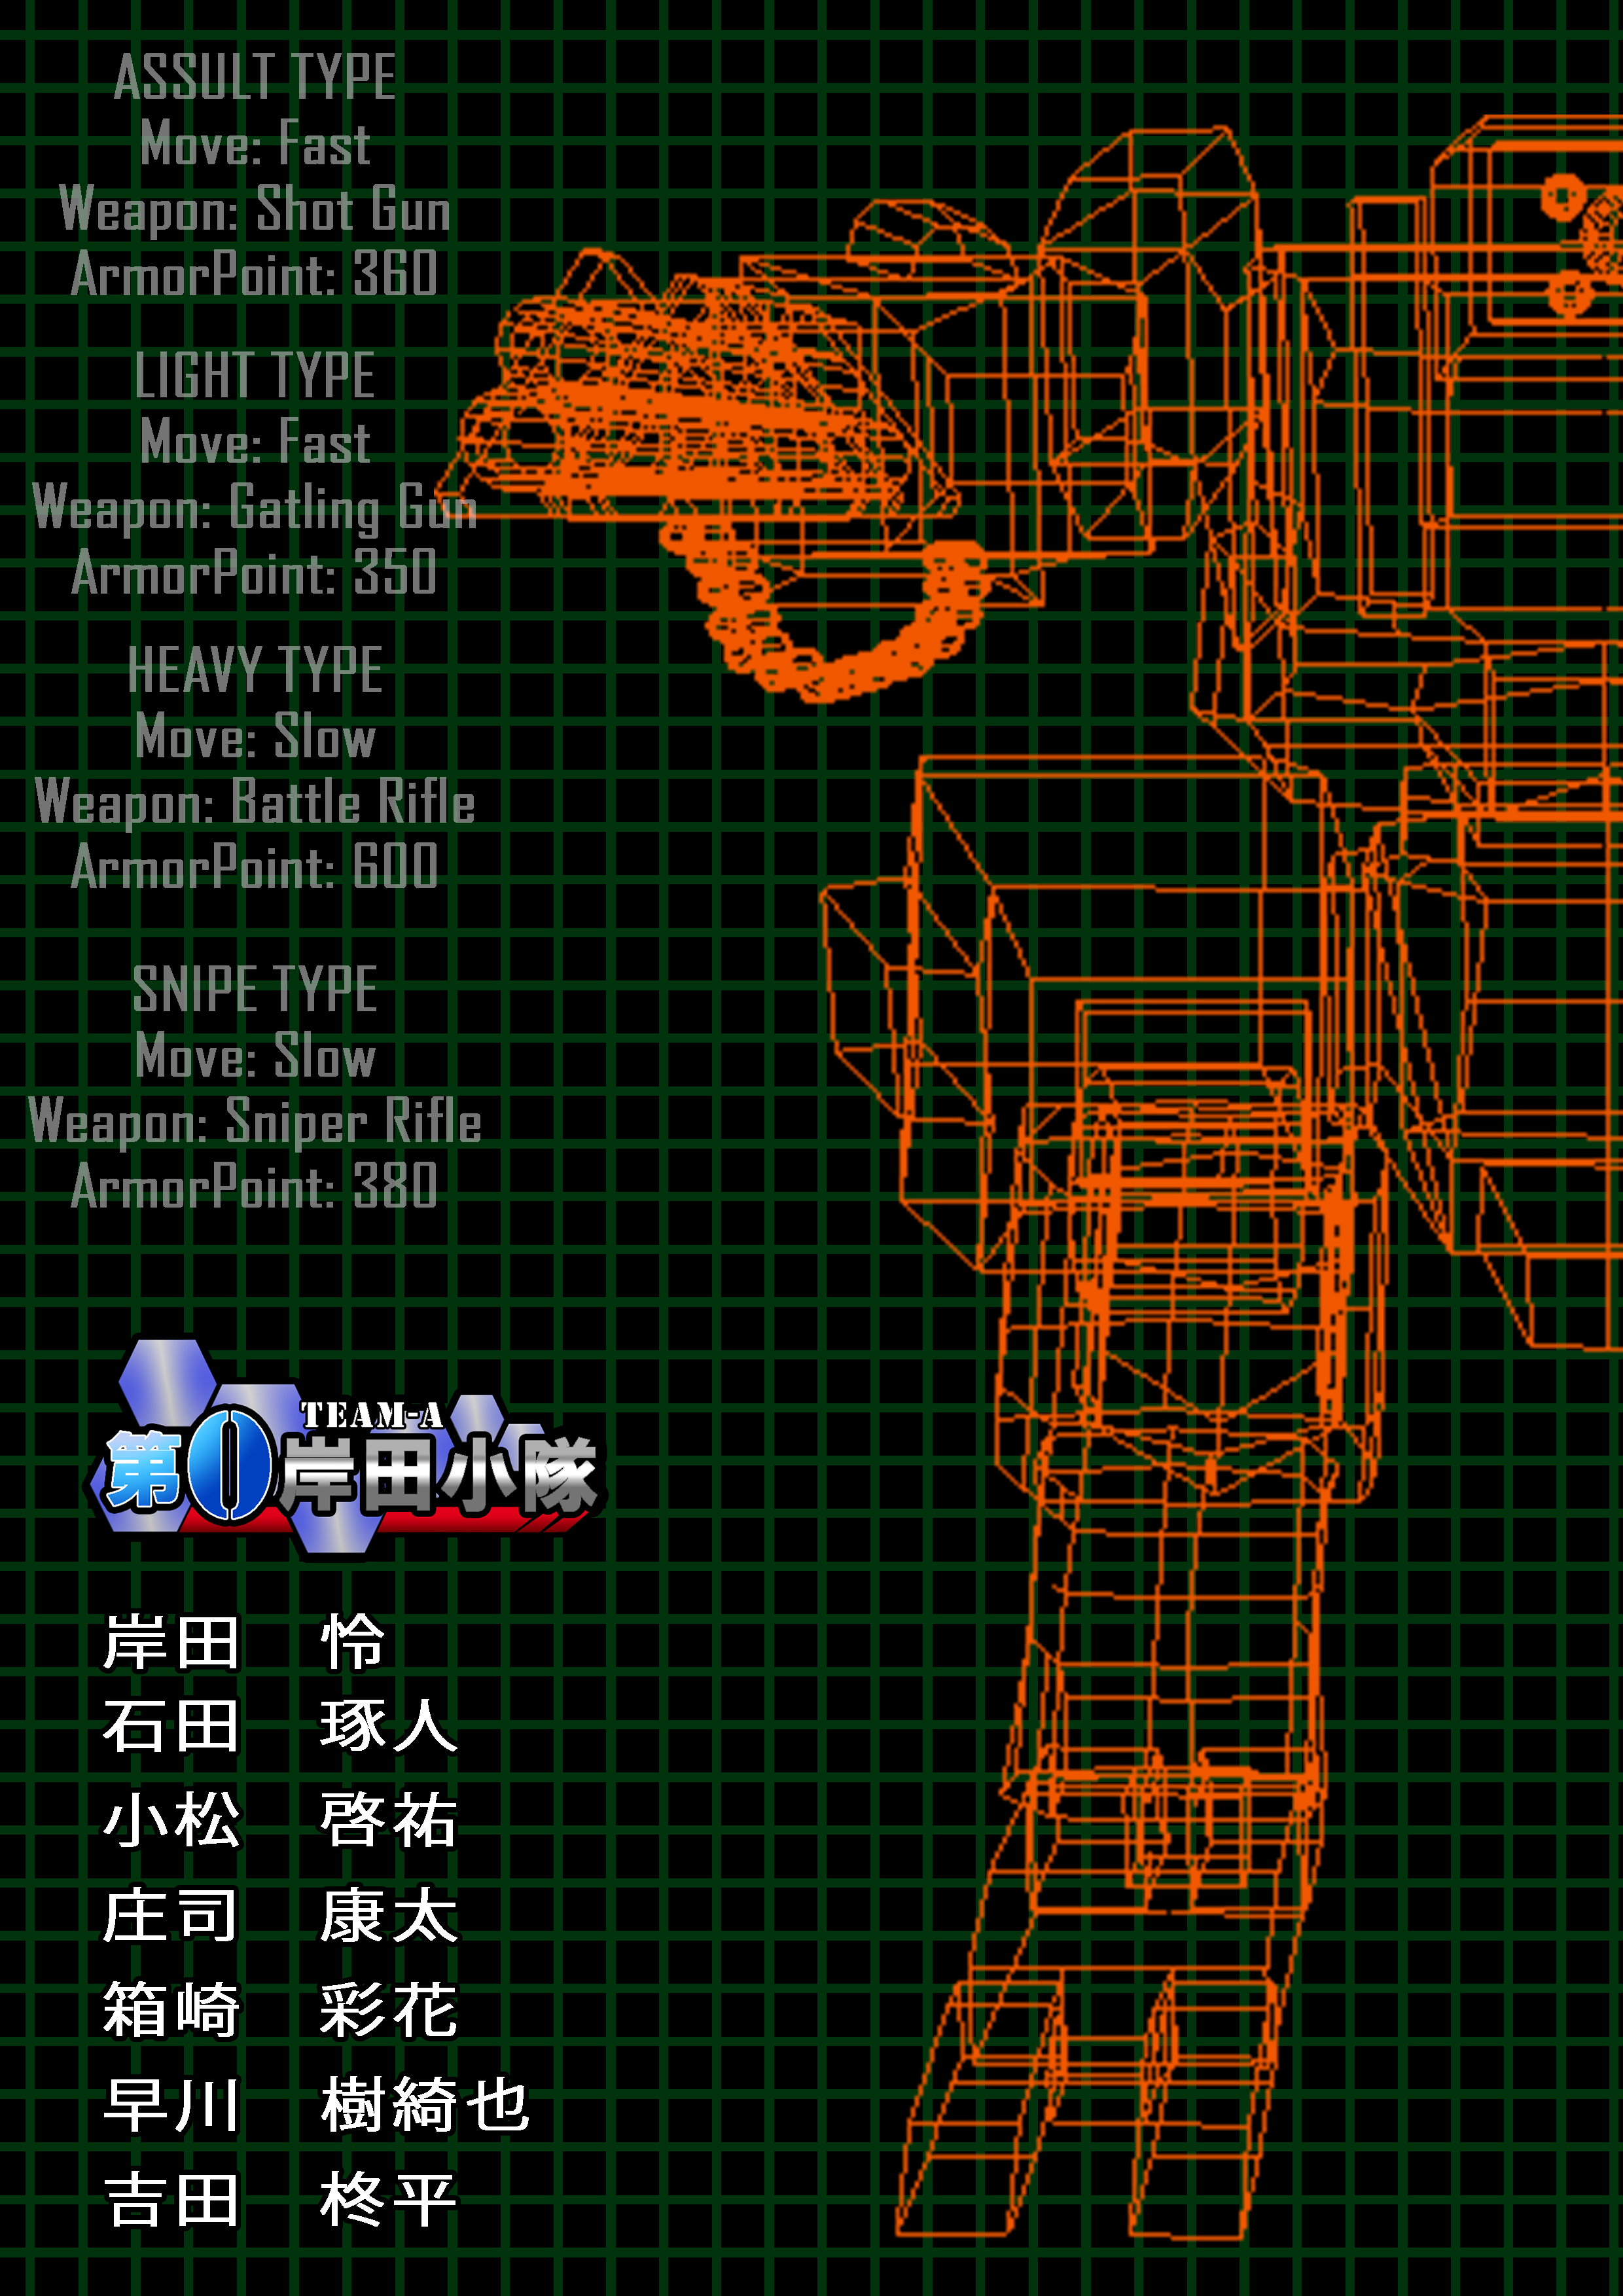 ASSULT TYPE
Move: Fast
Weapon: Shot Gun
ArmorPoint: 360
LIGHT TYPE
Move: Fast
Weapon: Gatling Gun
ArmorPoint: 350
HEAVY TYPE
Move: Slow
Weapon: Battle Rifle
ArmorPoint: 600
SNIPE TYPE
Move: Slow
Weapon: Sniper Rifle
ArmorPoint: 380
TEAM-A
第0岸田小隊
岸田 怜
石田 琢人
小松 啓祐
庄司 康太
箱崎 彩花
早川 樹綺也
吉田 柊平